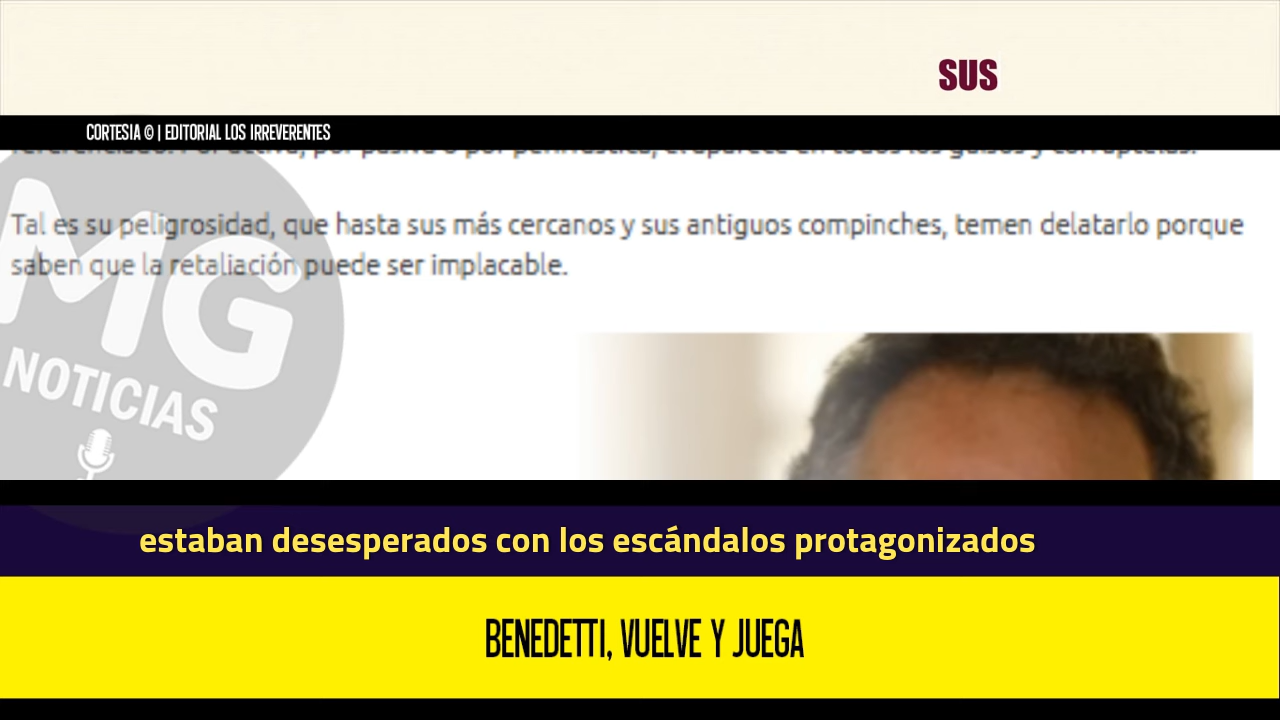 SUS
CORTESIA © | EDITORIAL LOS IRREVERENTES
Tal es su peligrosidad, que hasta sus más cercanos y sus antiguos compinches, temen delatarlo porque
saben que la retaliación puede ser implacable.
MG
NOTICIAS
estaban desesperados con los escándalos protagonizados
BENEDETTI, VUELVE Y JUEGA